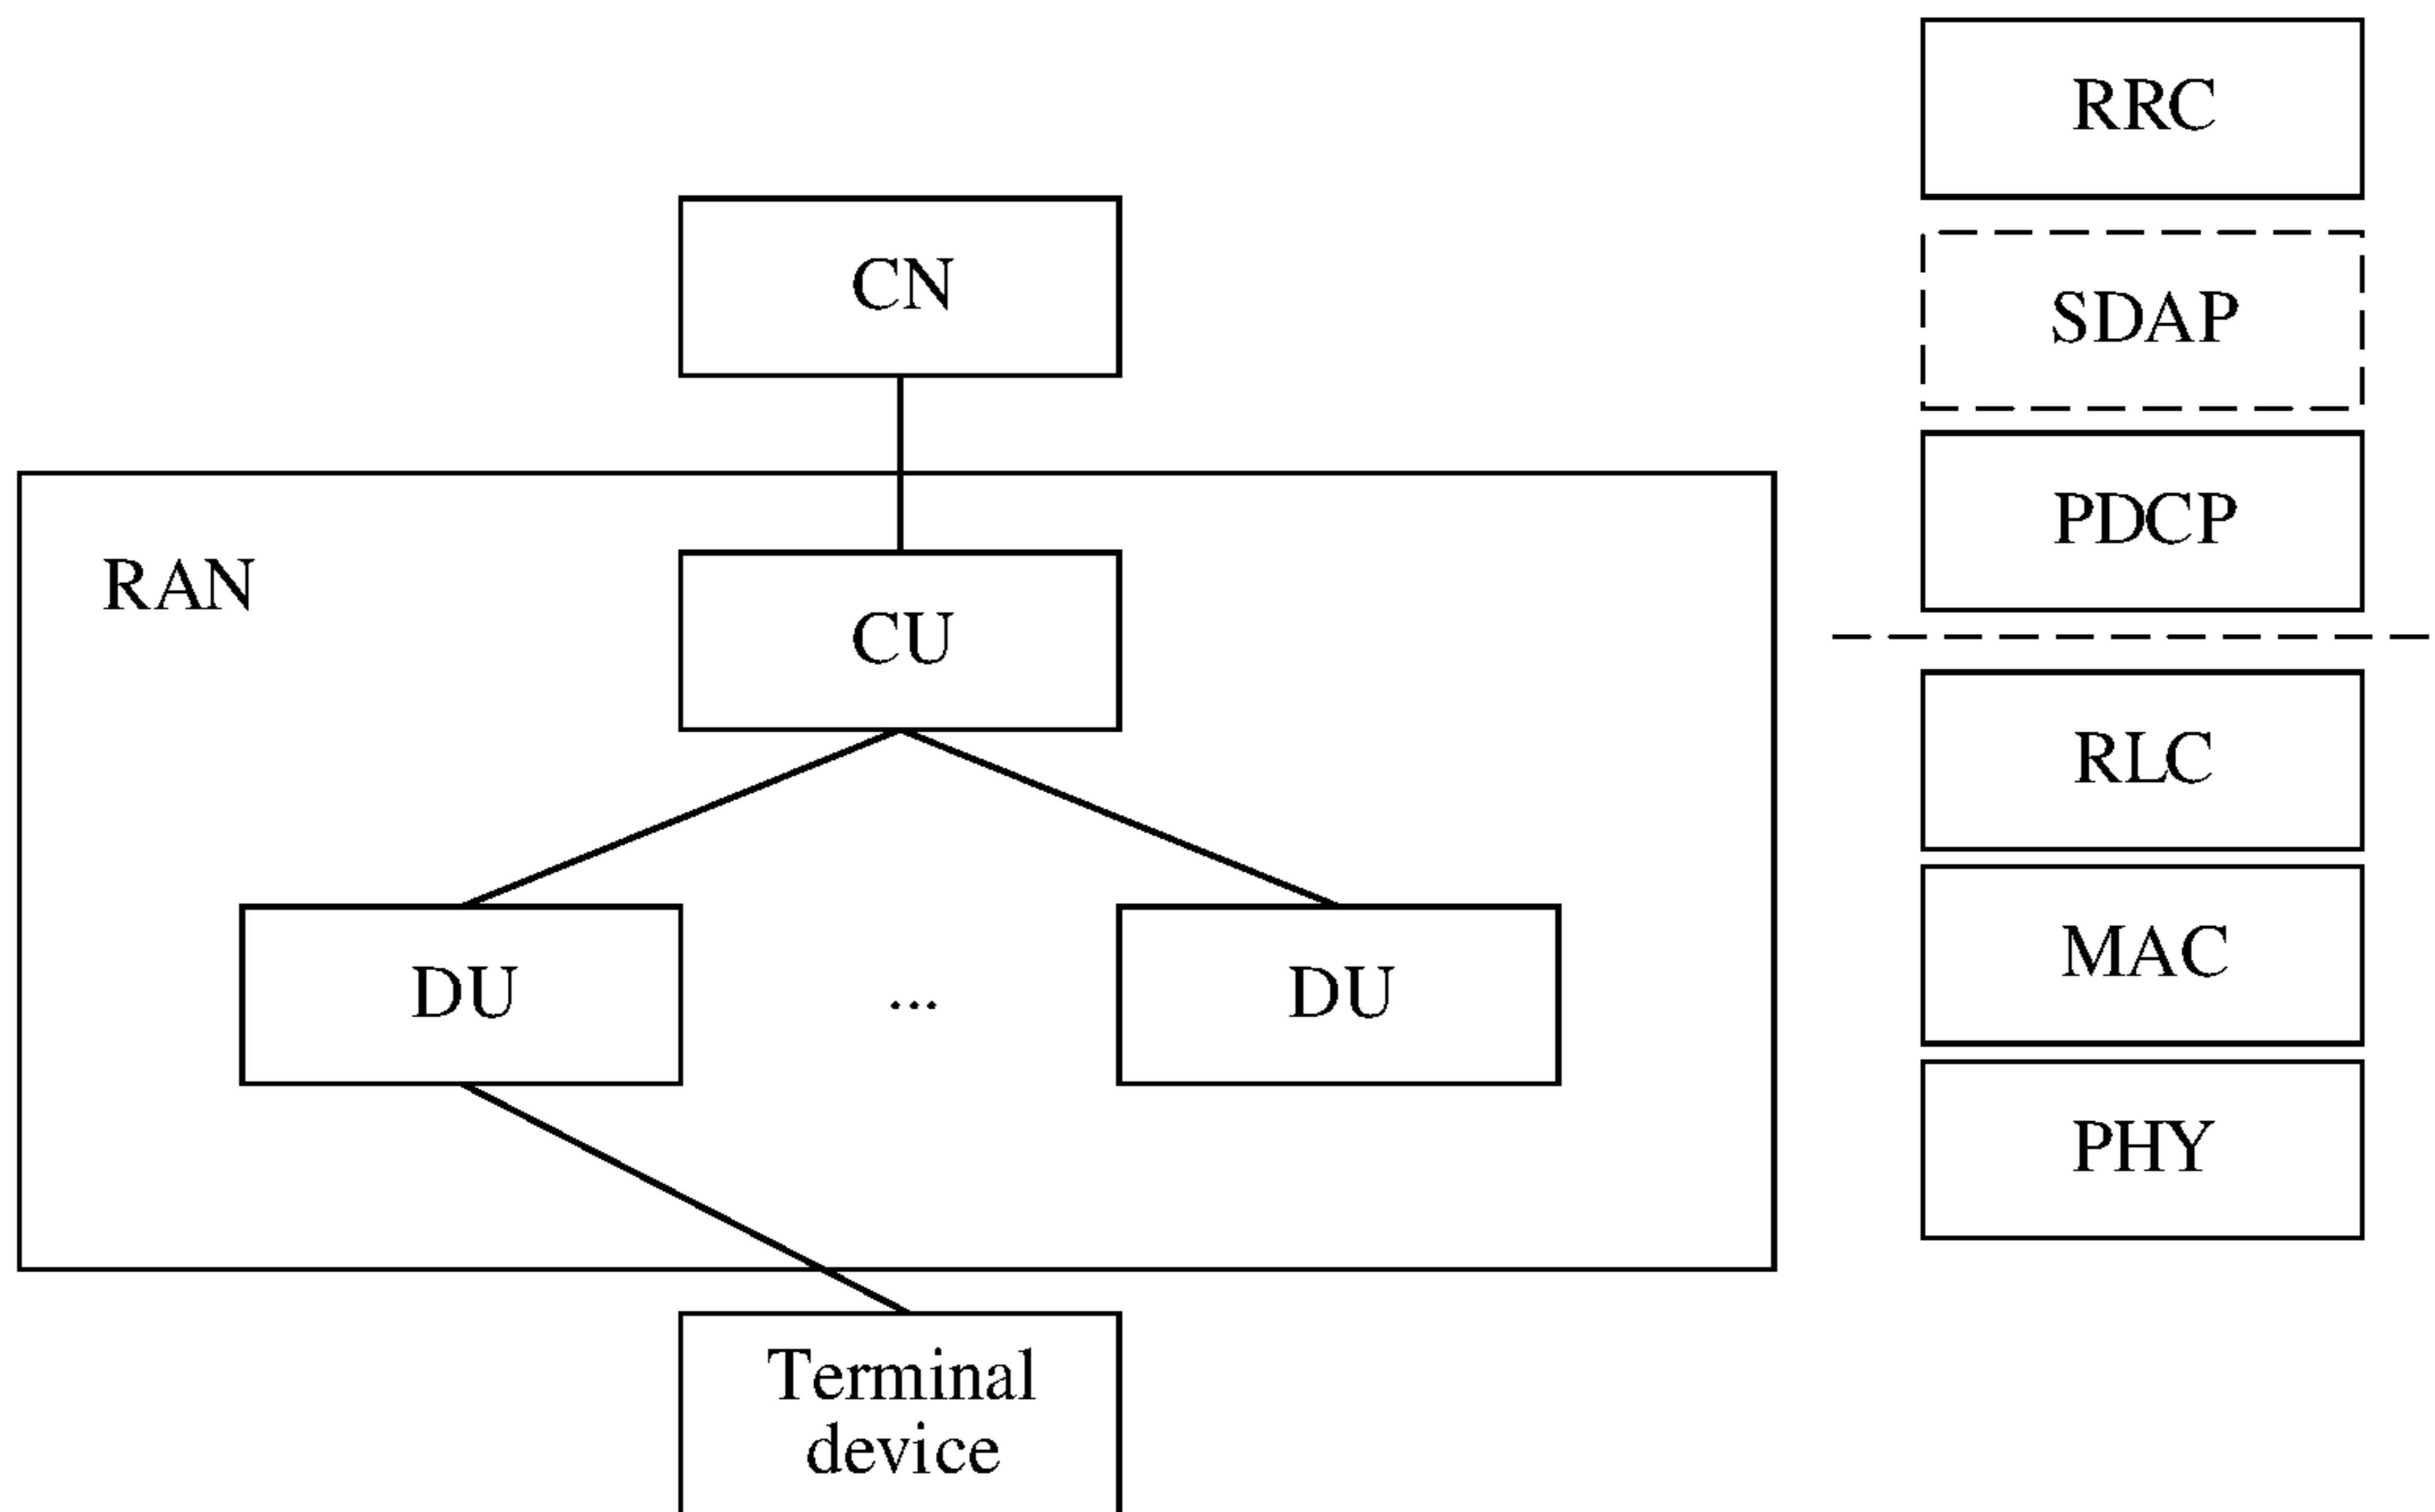 CN
RAN
CU
DU
...
DU
Terminal
device
RRC
SDAP
PDCP
RLC
MAC
PHY